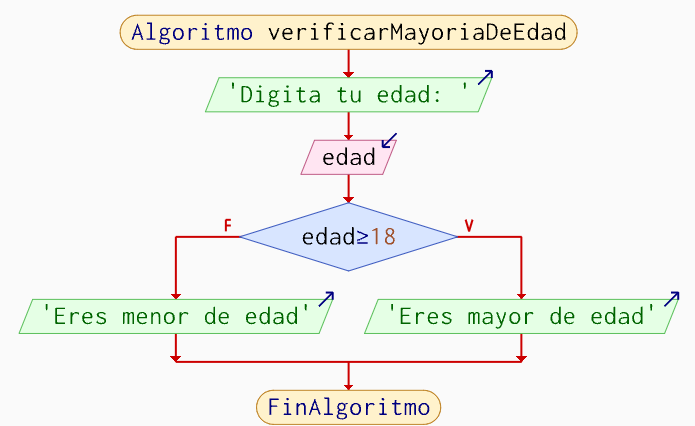 Algoritmo verificarMayoriaDeEdad
'Digita tu edad: '
edad
edad≥18
F
V
'Eres menor de edad'
'Eres mayor de edad'
FinAlgoritmo